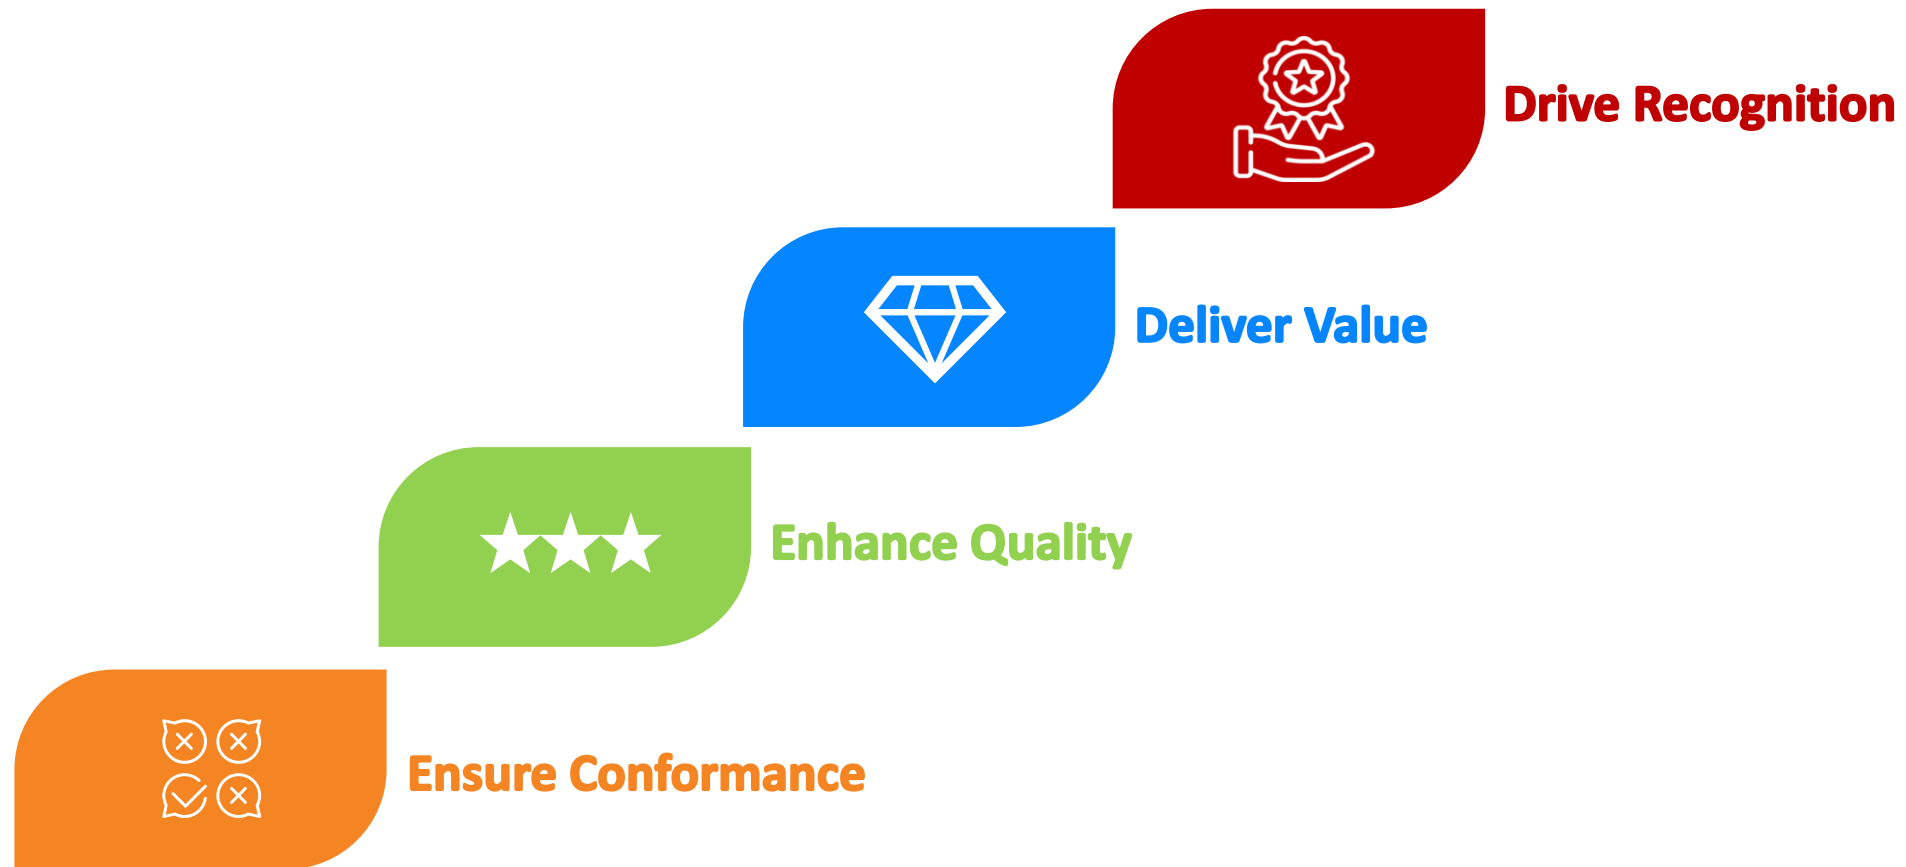 Drive Recognition
Deliver Value
Enhance Quality
Ensure Conformance